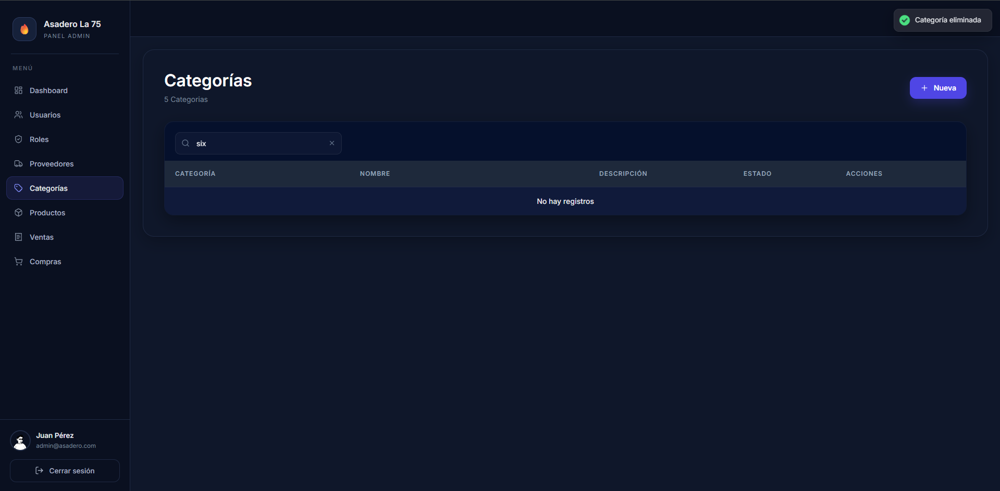 Asadero La 75
PANEL ADMIN
MENÚ
Dashboard
Usuarios
Roles
Proveedores
Categorías
Productos
Ventas
Compras
Juan Pérez
admin@asadero.com
Cerrar sesión
Categoría eliminada
Categorías
5 Categorias
Nueva
six
CATEGORÍA NOMBRE DESCRIPCIÓN ESTADO ACCIONES
No hay registros